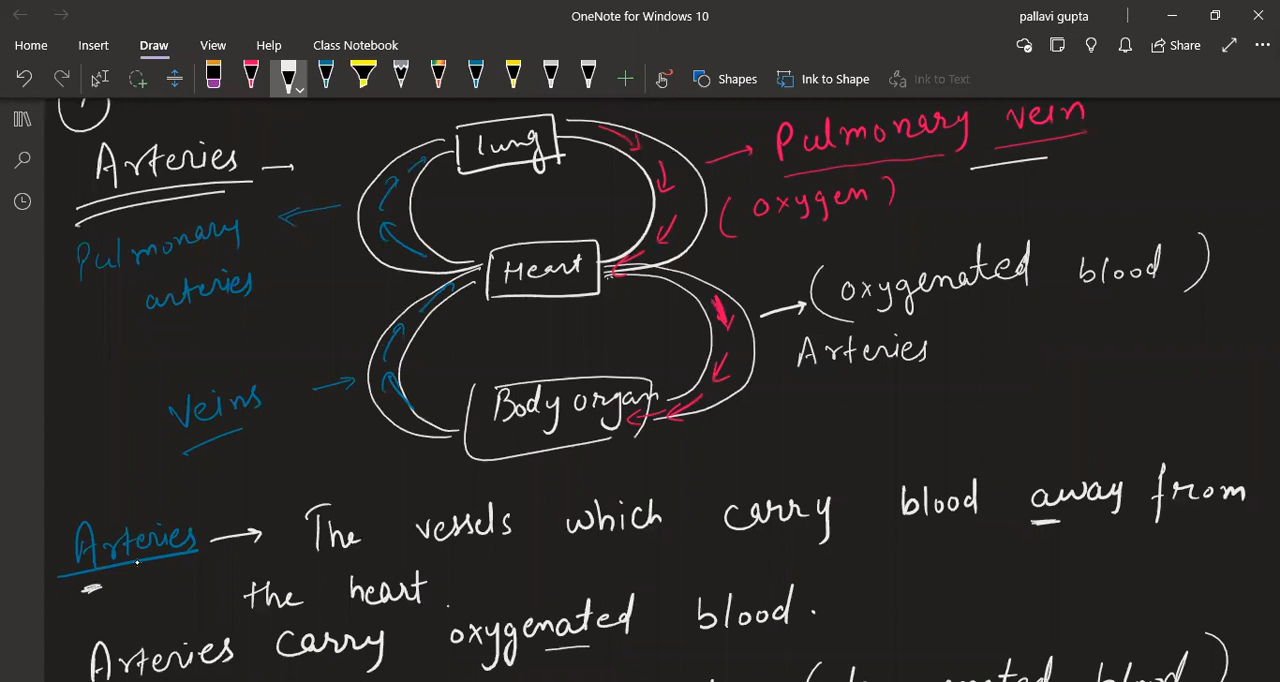 OneNote for Windows 10
pallavi gupta
Home Insert Draw View Help Class Notebook
Share
Shapes Ink to Shape Ink to Text
1
Arteries
Lung
Pulmonary vein
(oxygen)
Pulmonary
arteries
Heart
(oxygenated blood)
Arteries
Veins
Body organ
Arteries → The vessels which carry blood away from
the heart.
Arteries carry oxygenated blood.
blood)